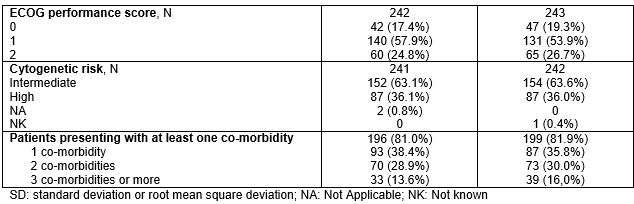 ECOG performance score, N 242 243
0 42 (17.4%) 47 (19.3%)
1 140 (57.9%) 131 (53.9%)
2 60 (24.8%) 65 (26.7%)
Cytogenetic risk, N 241 242
Intermediate 152 (63.1%) 154 (63.6%)
High 87 (36.1%) 87 (36.0%)
NA 2 (0.8%) 0
NK 0 1 (0.4%)
Patients presenting with at least one co-morbidity 196 (81.0%) 199 (81.9%)
1 co-morbidity 93 (38.4%) 87 (35.8%)
2 co-morbidities 70 (28.9%) 73 (30.0%)
3 co-morbidities or more 33 (13.6%) 39 (16,0%)
SD: standard deviation or root mean square deviation; NA: Not Applicable; NK: Not known